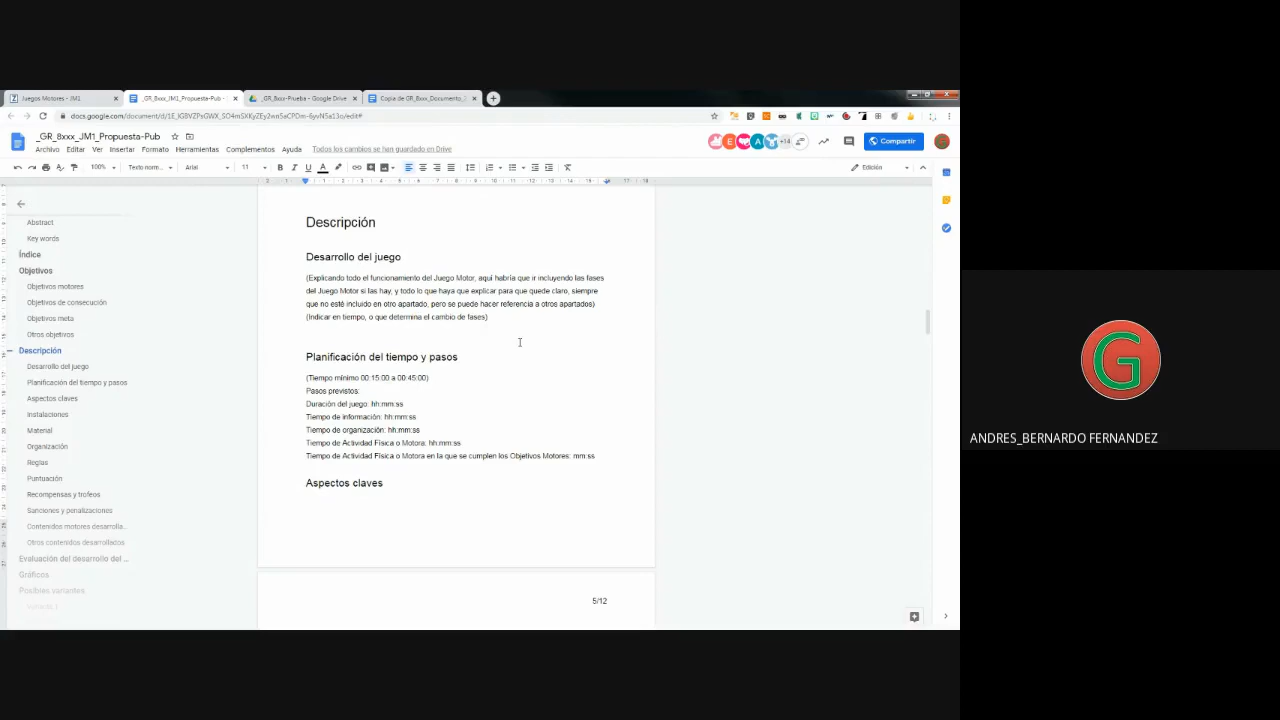 Juegos Motores - JM1
_GR_8xxx_JM1_Propuesta-Pub -
_GR_8xxx-Prueba - Google Drive
Copia de GR_8xxx_Documento_
_GR_8xxx_JM1_Propuesta-Pub
Archivo Editar Ver Insertar Formato Herramientas Complementos Ayuda Todos los cambios se han guardado en Drive
+14
Compartir
100% Texto norm... Arial 11 Edición
Abstract
Key words
Índice
Objetivos
Objetivos motores
Objetivos de consecución
Objetivos meta
Otros objetivos
Descripción
Desarrollo del juego
Planificación del tiempo y pasos
Aspectos claves
Instalaciones
Material
Organización
Reglas
Puntuación
Recompensas y trofeos
Sanciones y penalizaciones
Contenidos motores desarrolla...
Otros contenidos desarrollados
Evaluación del desarrollo del ...
Gráficos
Posibles variantes
Descripción
Desarrollo del juego
(Explicando todo el funcionamiento del Juego Motor, aquí habría que ir incluyendo las fases
del Juego Motor si las hay, y todo lo que haya que explicar para que quede claro, siempre
que no esté incluido en otro apartado, pero se puede hacer referencia a otros apartados)
(Indicar en tiempo, o que determina el cambio de fases)
Planificación del tiempo y pasos
(Tiempo mínimo 00:15:00 a 00:45:00)
Pasos previstos:
Duración del juego: hh:mm:ss
Tiempo de información: hh:mm:ss
Tiempo de organización: hh:mm:ss
Tiempo de Actividad Física o Motora: hh:mm:ss
Tiempo de Actividad Física o Motora en la que se cumplen los Objetivos Motores: mm:ss
Aspectos claves
5/12
G
ANDRES_BERNARDO FERNANDEZ